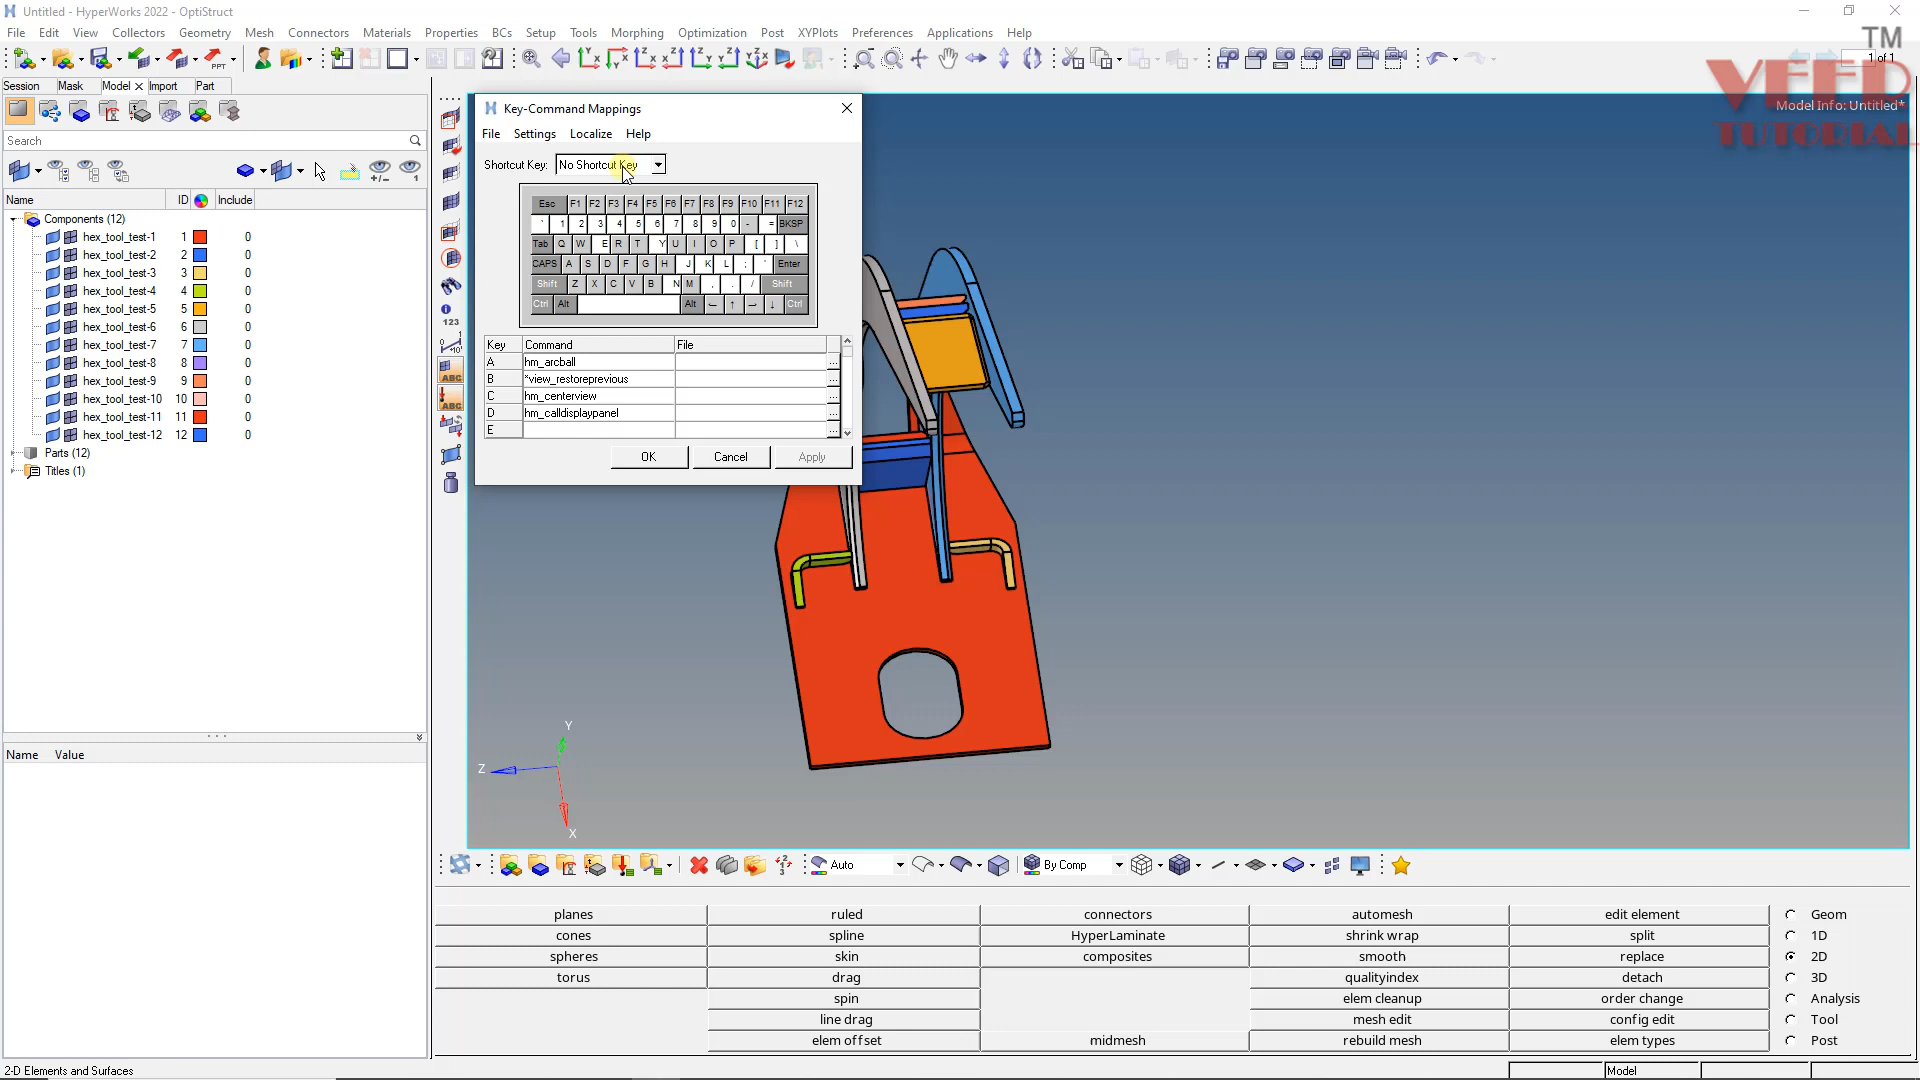 Untitled - HyperWorks 2022 - OptiStruct
File Edit View Collectors Geometry Mesh Connectors Materials Properties BCs Setup Tools Morphing Optimization Post XYPlots Preferences Applications Help
TM
1 of 1
VEED
TUTORIAL
Model Info: Untitled*
Session Mask Model Import Part
Search
Name ID Include
Components (12)
hex_tool_test-1 1 0
hex_tool_test-2 2 0
hex_tool_test-3 3 0
hex_tool_test-4 4 0
hex_tool_test-5 5 0
hex_tool_test-6 6 0
hex_tool_test-7 7 0
hex_tool_test-8 8 0
hex_tool_test-9 9 0
hex_tool_test-10 10 0
hex_tool_test-11 11 0
hex_tool_test-12 12 0
Parts (12)
Titles (1)
Name Value
123
ABC
ABC
Key-Command Mappings
File Settings Localize Help
Shortcut Key: No Shortcut Key
Esc F1 F2 F3 F4 F5 F6 F7 F8 F9 F10 F11 F12
` 1 2 3 4 5 6 7 8 9 0 - = BKSP
Tab Q W E R T Y U I O P [ ] \
CAPS A S D F G H J K L ; ' Enter
Shift Z X C V B N M , . / Shift
Ctrl Alt Alt ← ↑ → ↓ Ctrl
Key Command File
A hm_arcball ...
B *view_restoreprevious ...
C hm_centerview ...
D hm_calldisplaypanel ...
E ...
OK Cancel Apply
Y
Z
X
Auto By Comp
planes ruled connectors automesh edit element Geom
cones spline HyperLaminate shrink wrap split 1D
spheres skin composites smooth replace 2D
torus drag qualityindex detach 3D
spin elem cleanup order change Analysis
line drag mesh edit config edit Tool
elem offset midmesh rebuild mesh elem types Post
2-D Elements and Surfaces Model